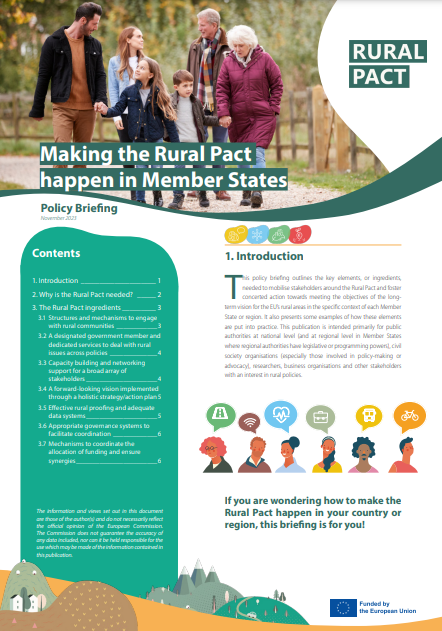 RURAL
PACT
Making the Rural Pact
happen in Member States
Policy Briefing
November 2023
Contents
1. Introduction 1
2. Why is the Rural Pact needed? 2
3. The Rural Pact ingredients 3
3.1 Structures and mechanisms to engage
with rural communities 3
3.2 A designated government member and
dedicated services to deal with rural
issues across policies 4
3.3 Capacity building and networking
support for a broad array of
stakeholders 4
3.4 A forward-looking vision implemented
through a holistic strategy/action plan 5
3.5 Effective rural proofing and adequate
data systems 5
3.6 Appropriate governance systems to
facilitate coordination 6
3.7 Mechanisms to coordinate the
allocation of funding and ensure
synergies 6
The information and views set out in this document
are those of the author(s) and do not necessarily reflect
the official opinion of the European Commission.
The Commission does not guarantee the accuracy of
any data included, nor can it be held responsible for the
use which may be made of the information contained in
this publication.
1. Introduction
This policy briefing outlines the key elements, or ingredients,
needed to mobilise stakeholders around the Rural Pact and foster
concerted action towards meeting the objectives of the long-
term vision for the EU's rural areas in the specific context of each Member
State or region. It also presents some examples of how these elements
are put into practice. This publication is intended primarily for public
authorities at national level (and at regional level in Member States
where regional authorities have legislative or programming powers), civil
society organisations (especially those involved in policy-making or
advocacy), researchers, business organisations and other stakeholders
with an interest in rural policies.
If you are wondering how to make the
Rural Pact happen in your country or
region, this briefing is for you!
Funded by
the European Union